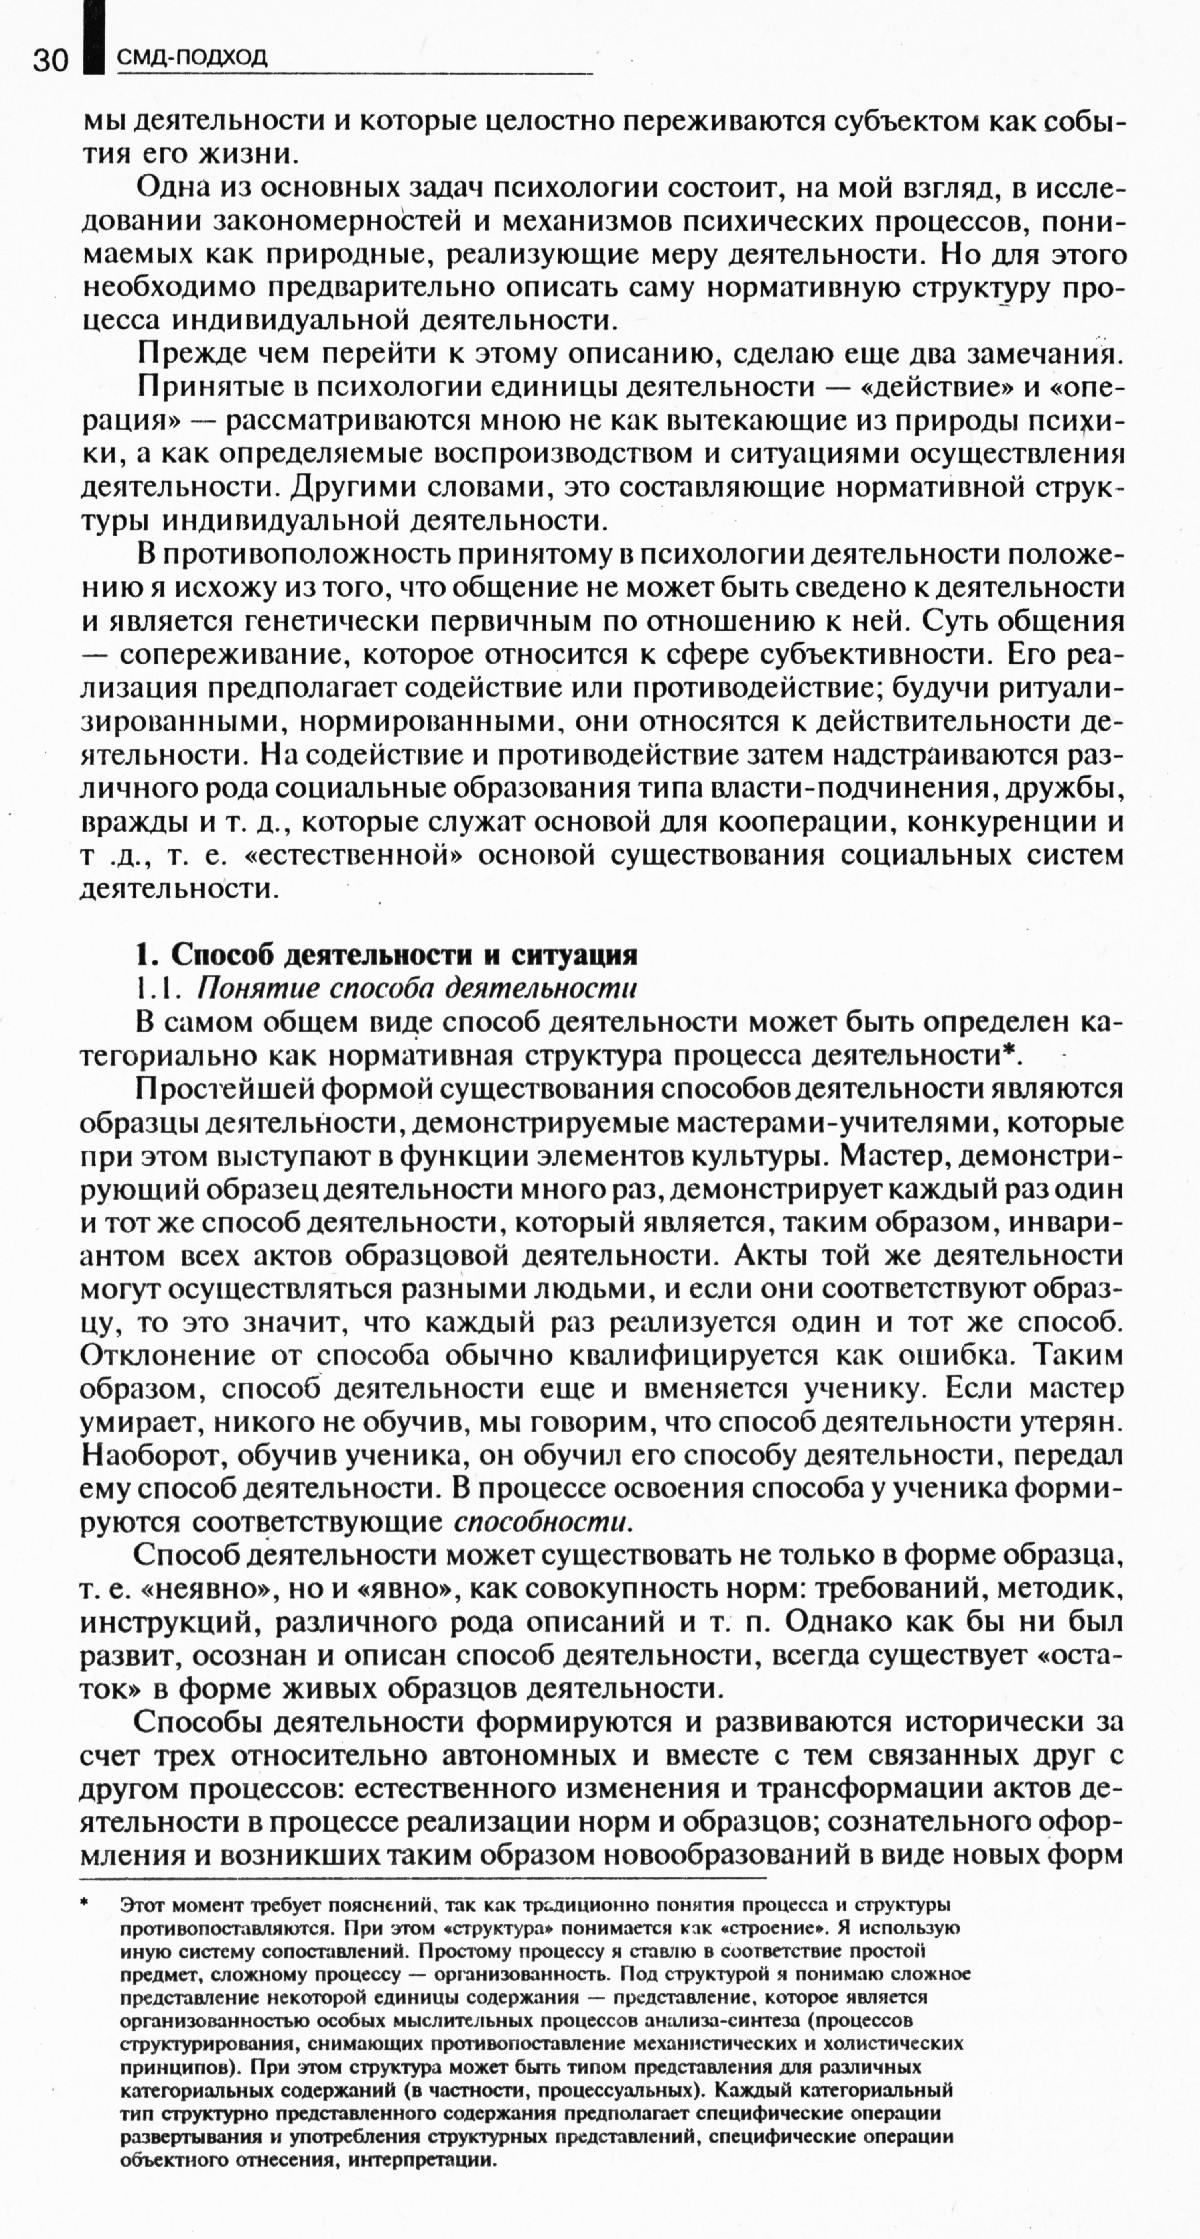 30
СМД-ПОДХОД
мы деятельности и которые целостно переживаются субъектом как собы-
тия его жизни.
Одна из основных задач психологии состоит, на мой взгляд, в иссле-
довании закономерностей и механизмов психических процессов, пони-
маемых как природные, реализующие меру деятельности. Но для этого
необходимо предварительно описать саму нормативную структуру про-
цесса индивидуальной деятельности.
Прежде чем перейти к этому описанию, сделаю еще два замечания.
Принятые в психологии единицы деятельности — «действие» и «опе-
рация» — рассматриваются мною не как вытекающие из природы психи-
ки, а как определяемые воспроизводством и ситуациями осуществления
деятельности. Другими словами, это составляющие нормативной струк-
туры индивидуальной деятельности.
В противоположность принятому в психологии деятельности положе-
нию я исхожу из того, что общение не может быть сведено к деятельности
и является генетически первичным по отношению к ней. Суть общения
— сопереживание, которое относится к сфере субъективности. Его реа-
лизация предполагает содействие или противодействие; будучи ритуали-
зированными, нормированными, они относятся к действительности де-
ятельности. На содействие и противодействие затем надстраиваются раз-
личного рода социальные образования типа власти-подчинения, дружбы,
вражды и т. д., которые служат основой для кооперации, конкуренции и
т .д., т. е. «естественной» основой существования социальных систем
деятельности.
1. Способ деятельности и ситуация
1.1. Понятие способа деятельности
В самом общем виде способ деятельности может быть определен ка-
тегориально как нормативная структура процесса деятельности*.
Простейшей формой существования способов деятельности являются
образцы деятельности, демонстрируемые мастерами-учителями, которые
при этом выступают в функции элементов культуры. Мастер, демонстри-
рующий образец деятельности много раз, демонстрирует каждый раз один
и тот же способ деятельности, который является, таким образом, инвари-
антом всех актов образцовой деятельности. Акты той же деятельности
могут осуществляться разными людьми, и если они соответствуют образ-
цу, то это значит, что каждый раз реализуется один и тот же способ.
Отклонение от способа обычно квалифицируется как ошибка. Таким
образом, способ деятельности еще и вменяется ученику. Если мастер
умирает, никого не обучив, мы говорим, что способ деятельности утерян.
Наоборот, обучив ученика, он обучил его способу деятельности, передал
ему способ деятельности. В процессе освоения способа у ученика форми-
руются соответствующие способности.
Способ деятельности может существовать не только в форме образца,
т. е. «неявно», но и «явно», как совокупность норм: требований, методик,
инструкций, различного рода описаний и т. п. Однако как бы ни был
развит, осознан и описан способ деятельности, всегда существует «оста-
ток» в форме живых образцов деятельности.
Способы деятельности формируются и развиваются исторически за
счет трех относительно автономных и вместе с тем связанных друг с
другом процессов: естественного изменения и трансформации актов де-
ятельности в процессе реализации норм и образцов; сознательного офор-
мления и возникших таким образом новообразований в виде новых форм
* Этот момент требует пояснений, так как традиционно понятия процесса и структуры
противопоставляются. При этом «структура» понимается как «строение». Я использую
иную систему сопоставлений. Простому процессу я ставлю в соответствие простой
предмет, сложному процессу — организованность. Под структурой я понимаю сложное
представление некоторой единицы содержания — представление, которое является
организованностью особых мыслительных процессов анализа-синтеза (процессов
структурирования, снимающих противопоставление механистических и холистических
принципов). При этом структура может быть типом представления для различных
категориальных содержаний (в частности, процессуальных). Каждый категориальный
тип структурно представленного содержания предполагает специфические операции
развертывания и употребления структурных представлений, специфические операции
объектного отнесения, интерпретации.